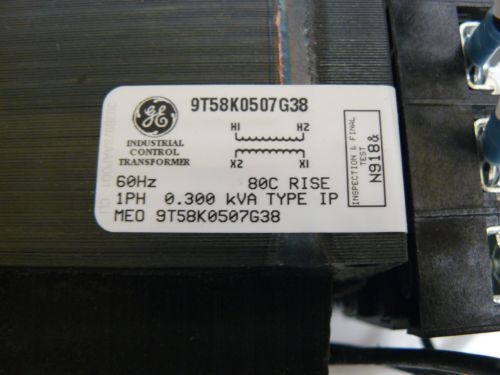 9T58K0507G38
GE
INDUSTRIAL
CONTROL
TRANSFORMER
H1 H2
X2 X1
60Hz 80C RISE
1PH 0.300 kVA TYPE IP
MEO 9T58K0507G38
INSPECTION & FINAL
TEST
N918&